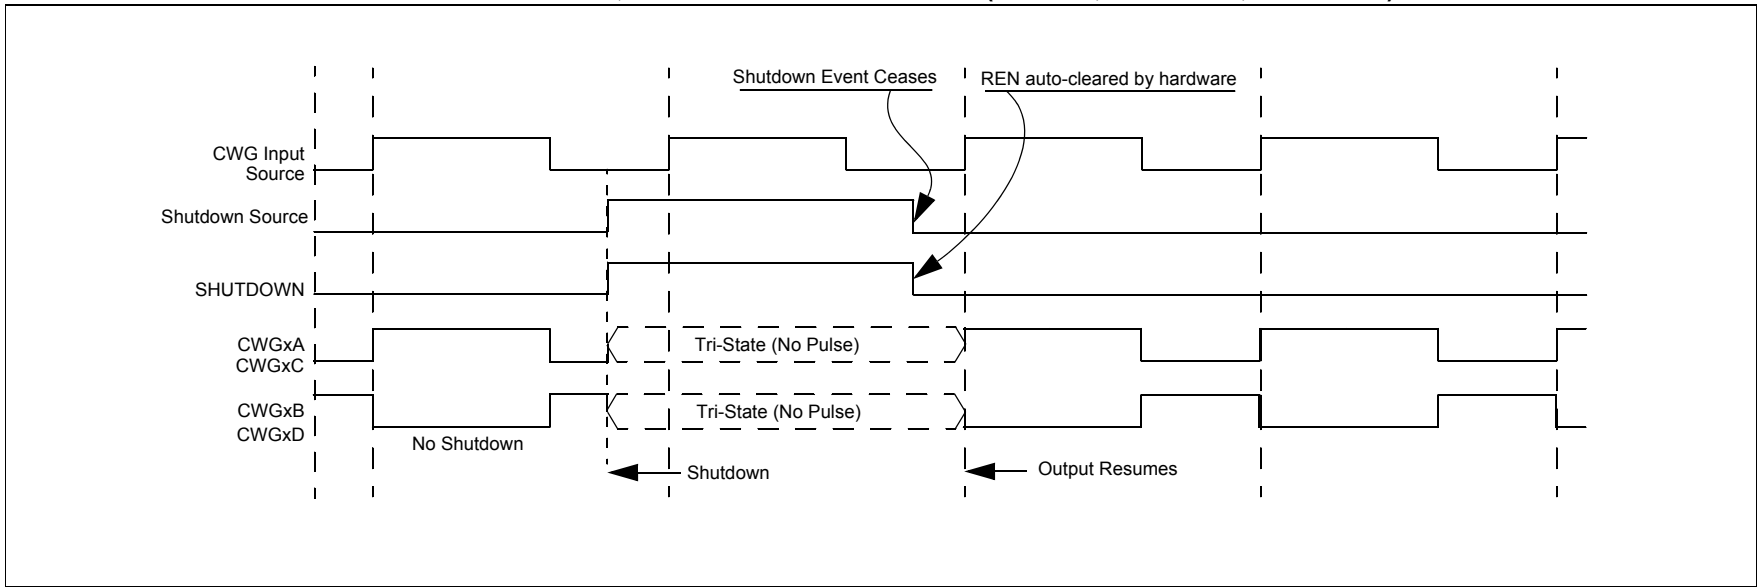 Shutdown Event Ceases
REN auto-cleared by hardware
CWG Input
Source
Shutdown Source
SHUTDOWN
CWGxA
CWGxC
Tri-State (No Pulse)
CWGxB
CWGxD
Tri-State (No Pulse)
No Shutdown
Shutdown
Output Resumes